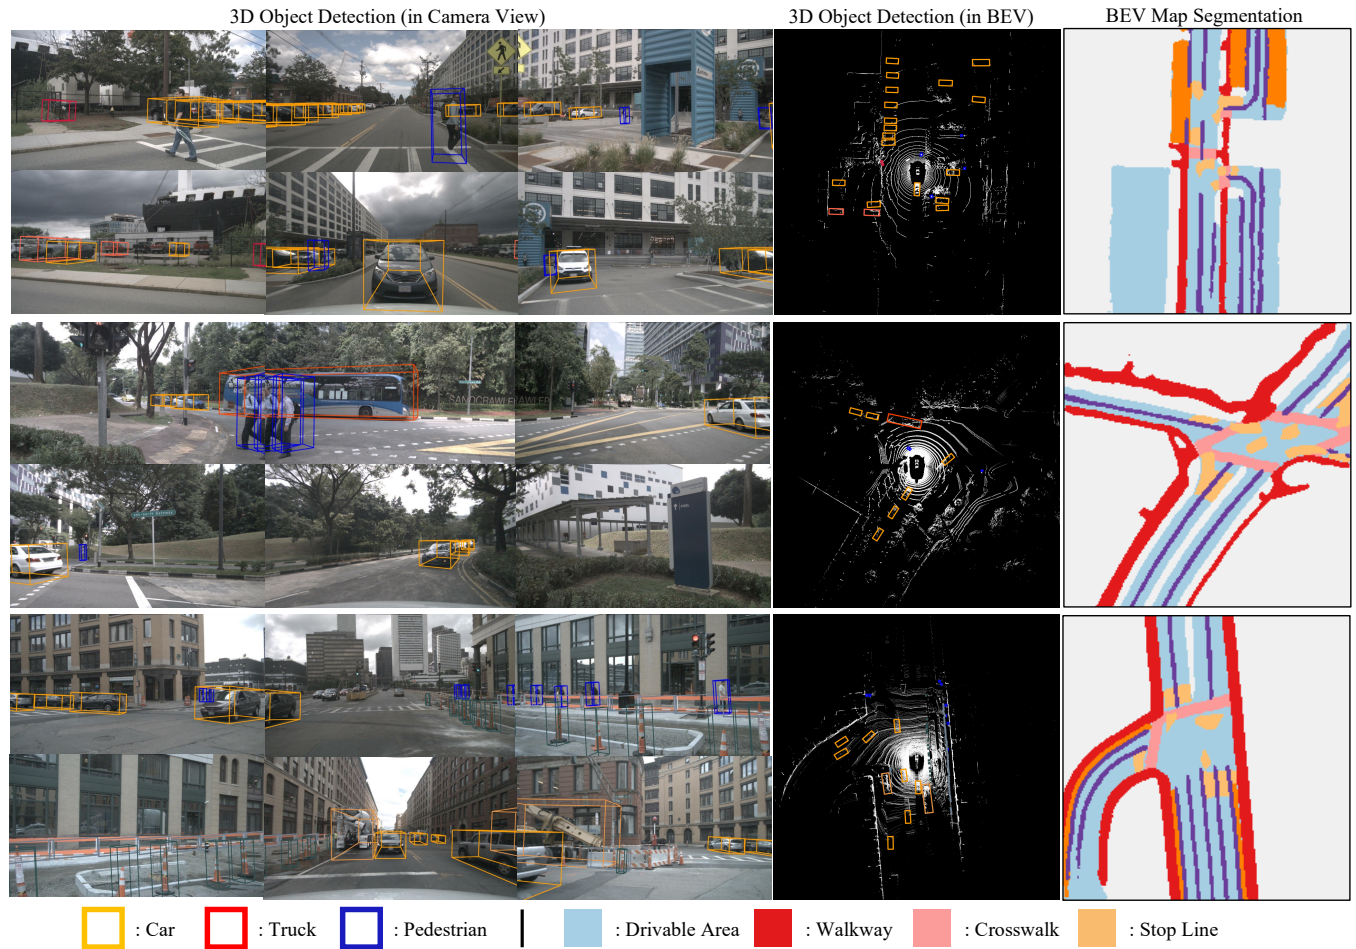 3D Object Detection (in Camera View)
3D Object Detection (in BEV)
BEV Map Segmentation
SANDCRAWLER
: Car
: Truck
: Pedestrian
: Drivable Area
: Walkway
: Crosswalk
: Stop Line